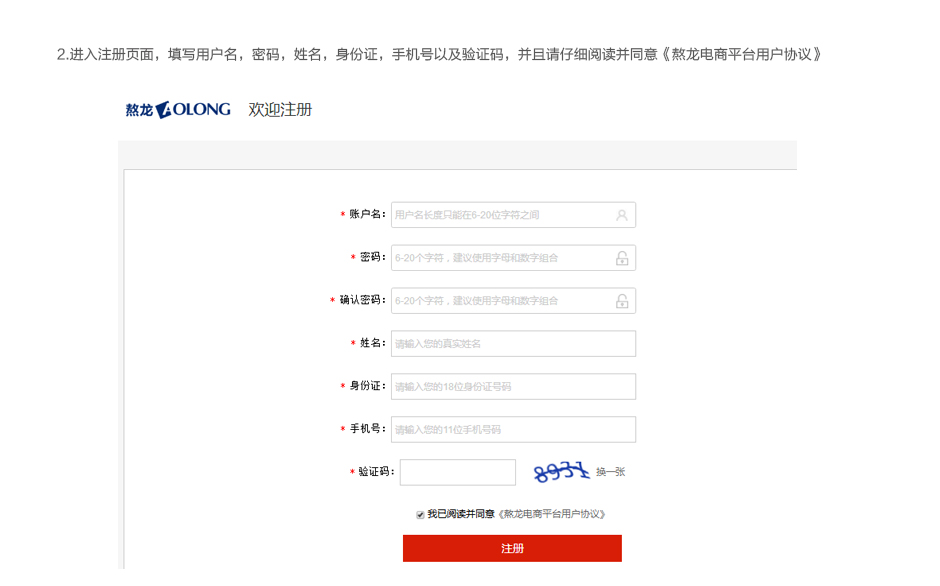 2.进入注册页面，填写用户名，密码，姓名，身份证，手机号以及验证码，并且请仔细阅读并同意《熬龙电商平台用户协议》
熬龙 AOLONG 欢迎注册
* 账户名： 用户名长度只能在6-20位字符之间
* 密码： 6-20个字符，建议使用字母和数字组合
* 确认密码： 6-20个字符，建议使用字母和数字组合
* 姓名： 请输入您的真实姓名
* 身份证： 请输入您的18位身份证号码
* 手机号： 请输入您的11位手机号码
* 验证码： 8931 换一张
我已阅读并同意《熬龙电商平台用户协议》
注册